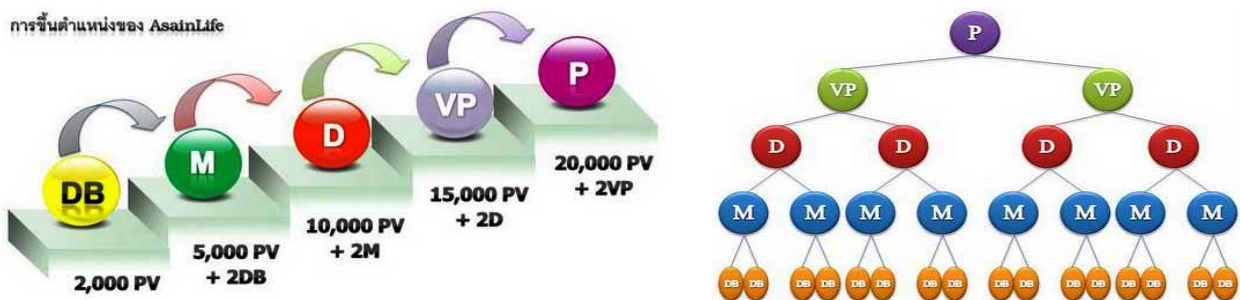 การขึ้นตำแหน่งของ AsainLife
DB
M
D
VP
P
2,000 PV
5,000 PV
+ 2DB
10,000 PV
+ 2M
15,000 PV
+ 2D
20,000 PV
+ 2VP
P
VP VP
D D D D
M M M M M M M M
DB DB DB DB DB DB DB DB DB DB DB DB DB DB DB DB